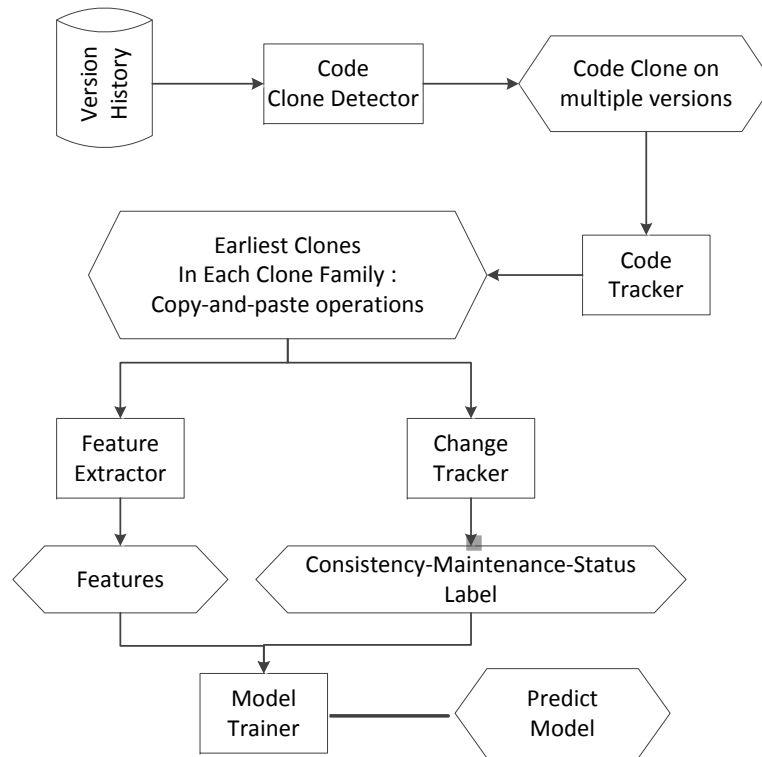 Version
History
Code
Clone Detector
Code Clone on
multiple versions
Earliest Clones
In Each Clone Family :
Copy-and-paste operations
Code
Tracker
Feature
Extractor
Change
Tracker
Features
Consistency-Maintenance-Status
Label
Model
Trainer
Predict
Model